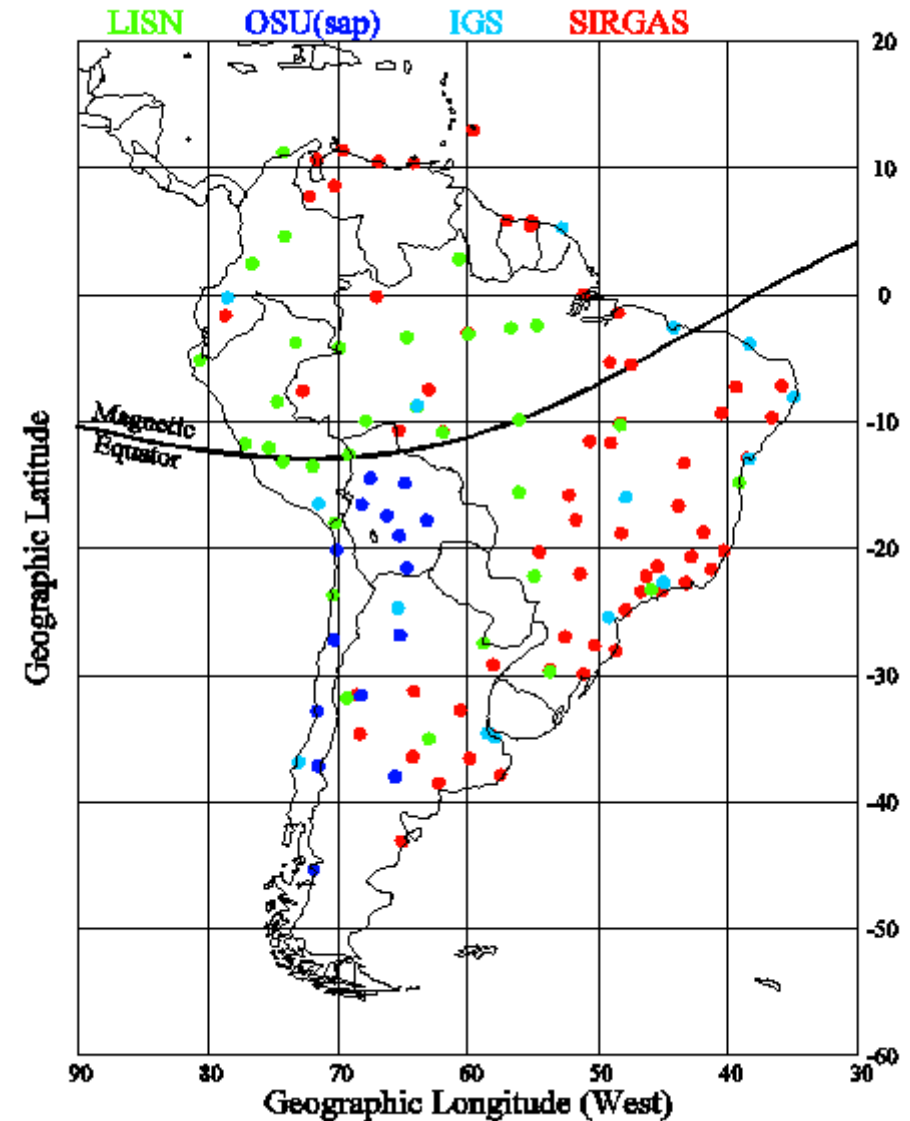 LISN OSU(sap) IGS SIRGAS
20
10
0
-10
-20
-30
-40
-50
-60
Magnetic
Equator
Geographic Latitude
90 80 70 60 50 40 30
Geographic Longitude (West)